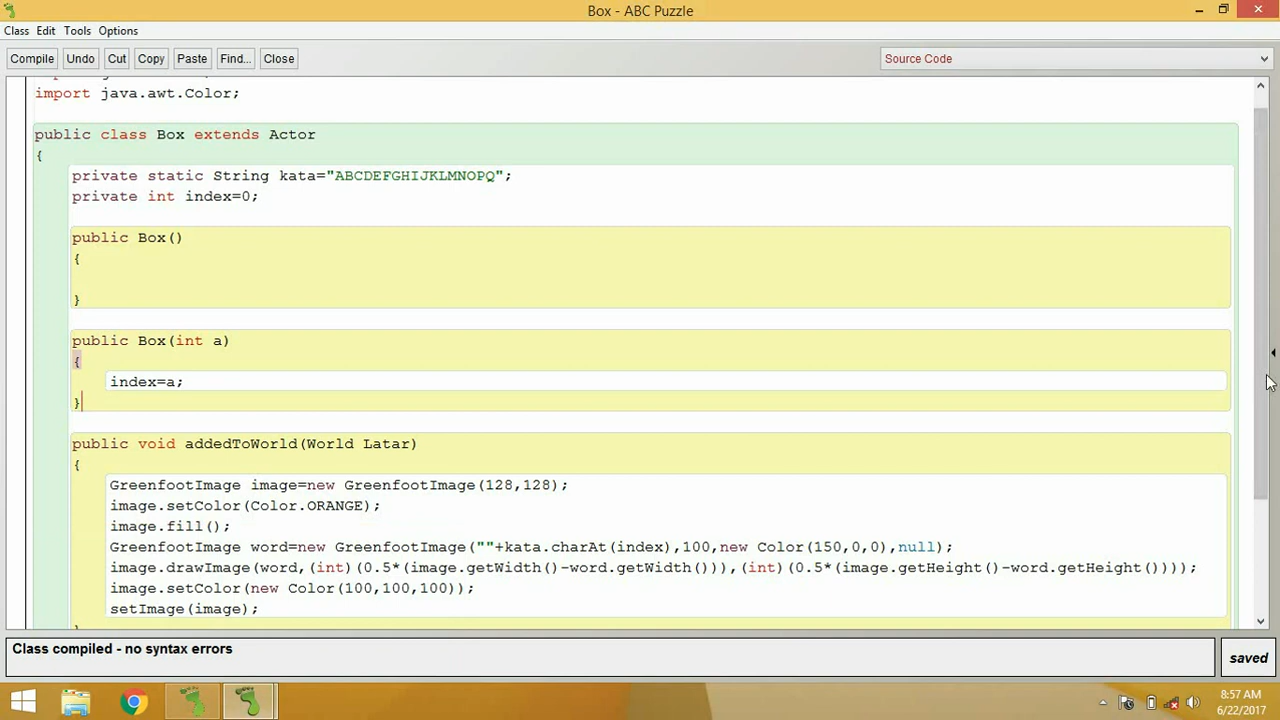 Box - ABC Puzzle
Class Edit Tools Options
Compile Undo Cut Copy Paste Find... Close Source Code
import java.awt.Color;
public class Box extends Actor
{
private static String kata="ABCDEFGHIJKLMNOPQ";
private int index=0;
public Box()
{
}
public Box(int a)
{
index=a;
}
public void addedToWorld(World Latar)
{
GreenfootImage image=new GreenfootImage(128,128);
image.setColor(Color.ORANGE);
image.fill();
GreenfootImage word=new GreenfootImage(""+kata.charAt(index),100,new Color(150,0,0),null);
image.drawImage(word,(int)(0.5*(image.getWidth()-word.getWidth())),(int)(0.5*(image.getHeight()-word.getHeight())));
image.setColor(new Color(100,100,100));
setImage(image);
Class compiled - no syntax errors
saved
8:57 AM
6/22/2017